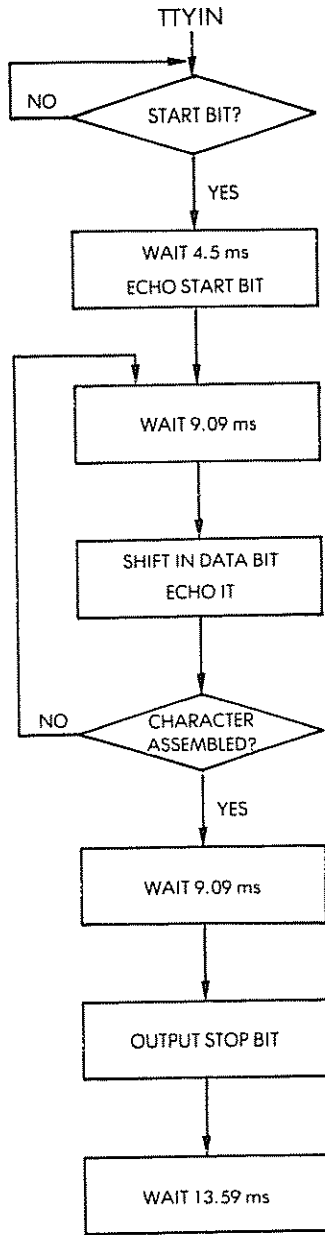 TTYIN
START BIT?
NO
YES
WAIT 4.5 ms
ECHO START BIT
WAIT 9.09 ms
SHIFT IN DATA BIT
ECHO IT
NO
CHARACTER
ASSEMBLED?
YES
WAIT 9.09 ms
OUTPUT STOP BIT
WAIT 13.59 ms